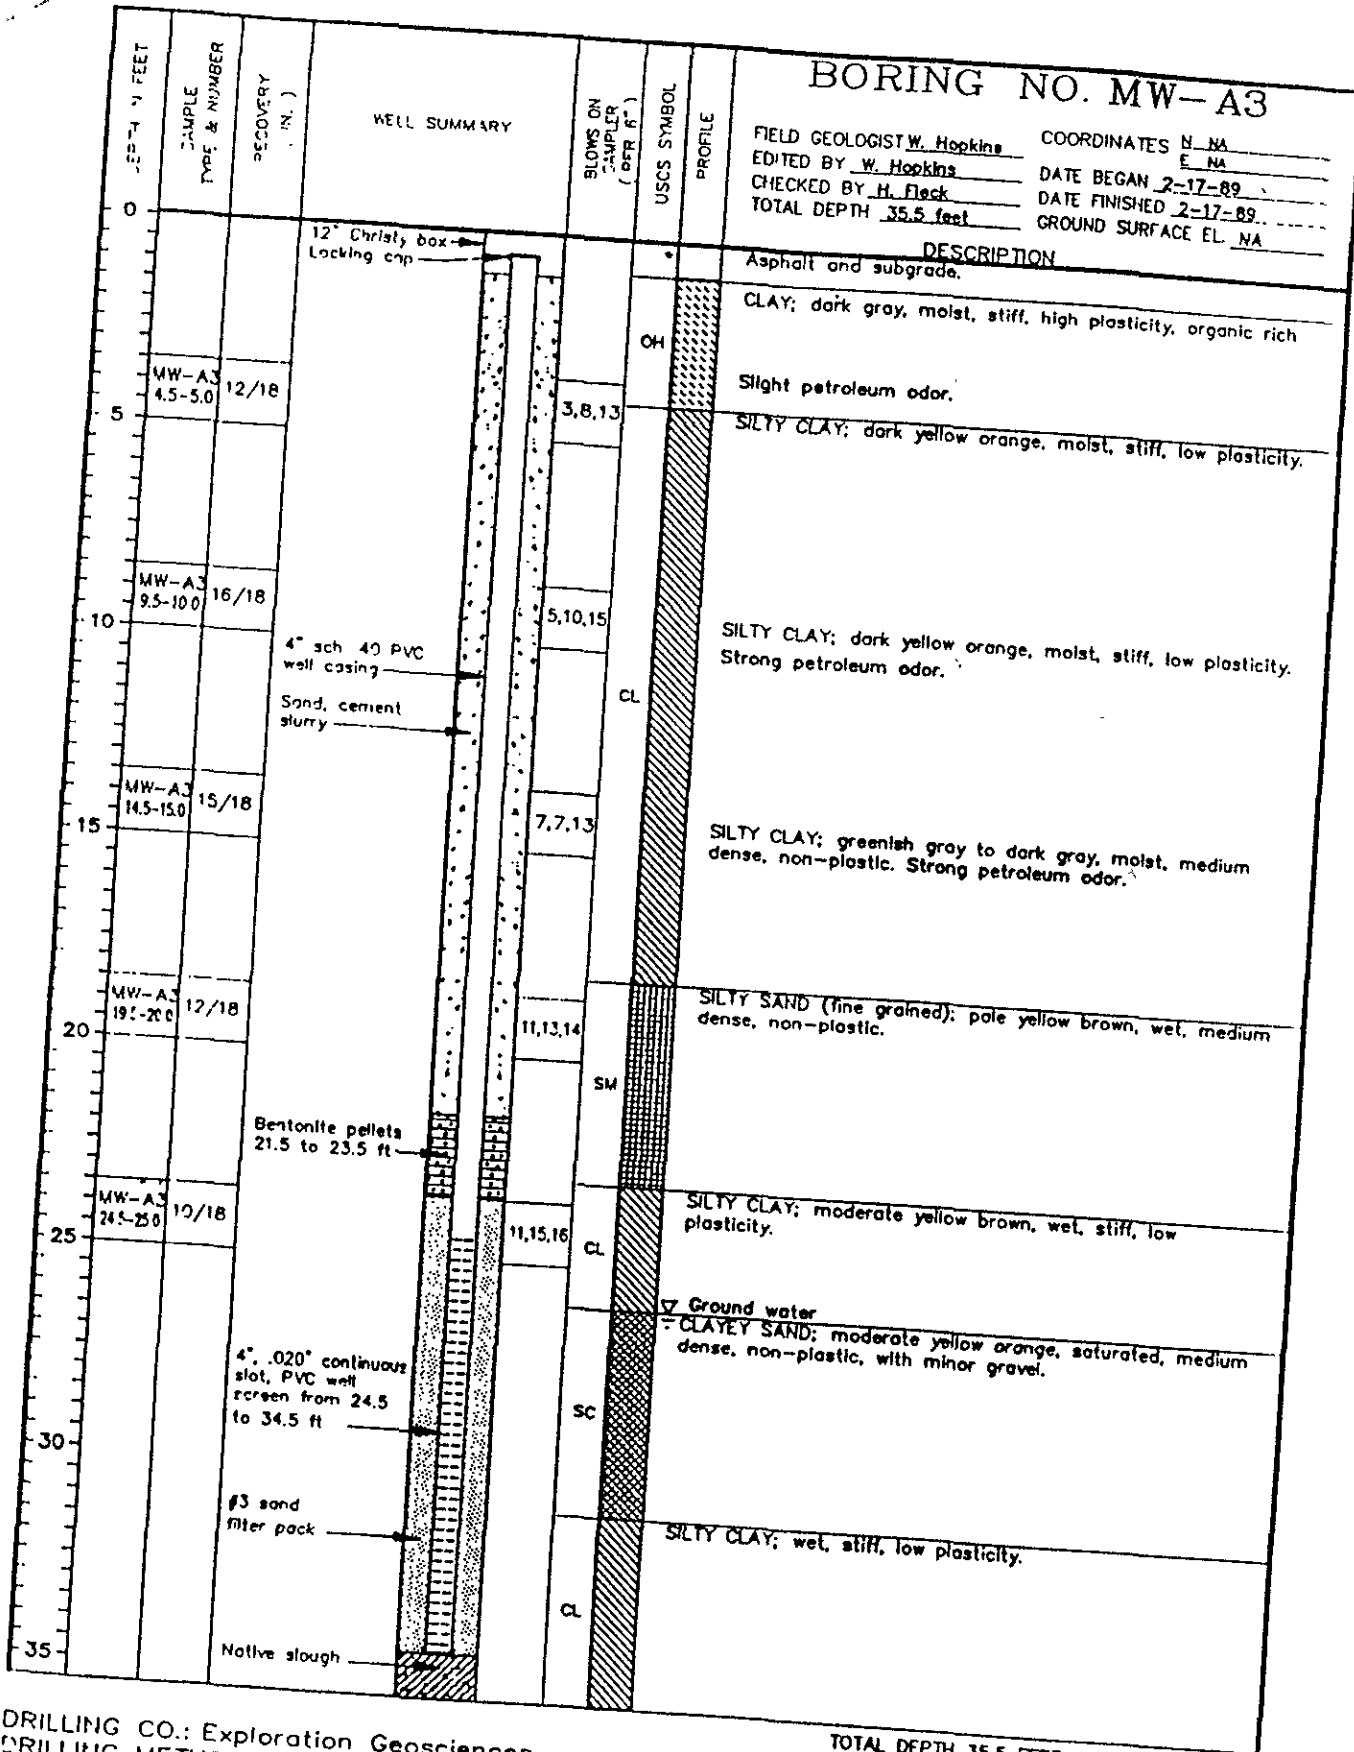 BORING NO. MW-A3
FEET
SAMPLE
TYPE & NUMBER
RECOVERY
WELL SUMMARY
BLOWS ON
SAMPLER
(PER 6")
USCS SYMBOL
PROFILE
FIELD GEOLOGIST W. Hopkins
EDITED BY W. Hopkins
CHECKED BY H. Fleck
TOTAL DEPTH 35.5 feet
COORDINATES N NA
E NA
DATE BEGAN 2-17-89
DATE FINISHED 2-17-89
GROUND SURFACE EL. NA
DESCRIPTION
0
12" Christy box
Locking cap
Asphalt and subgrade.
OH
CLAY; dark gray, moist, stiff, high plasticity, organic rich
MW-A3
4.5-5.0
12/18
3,8,13
Slight petroleum odor.
5
SILTY CLAY; dark yellow orange, moist, stiff, low plasticity.
MW-A3
9.5-10.0
16/18
5,10,15
10
SILTY CLAY; dark yellow orange, moist, stiff, low plasticity.
Strong petroleum odor.
4" sch 40 PVC
well casing
Sand, cement
slurry
CL
MW-A3
14.5-15.0
15/18
7,7,13
15
SILTY CLAY; greenish gray to dark gray, moist, medium
dense, non-plastic. Strong petroleum odor.
MW-A3
12/18
11,13,14
20
SILTY SAND (fine grained); pale yellow brown, wet, medium
dense, non-plastic.
SM
Bentonite pellets
21.5 to 23.5 ft
MW-A3
24.5-25.0
10/18
11,15,16
25
CL
SILTY CLAY; moderate yellow brown, wet, stiff, low
plasticity.
Ground water
CLAYEY SAND; moderate yellow orange, saturated, medium
dense, non-plastic, with minor gravel.
4", .020" continuous
slot, PVC well
screen from 24.5
to 34.5 ft
SC
30
#3 sand
filter pack
SILTY CLAY; wet, stiff, low plasticity.
CL
Native slough
35
DRILLING CO.: Exploration Geosciences
TOTAL DEPTH 35.5